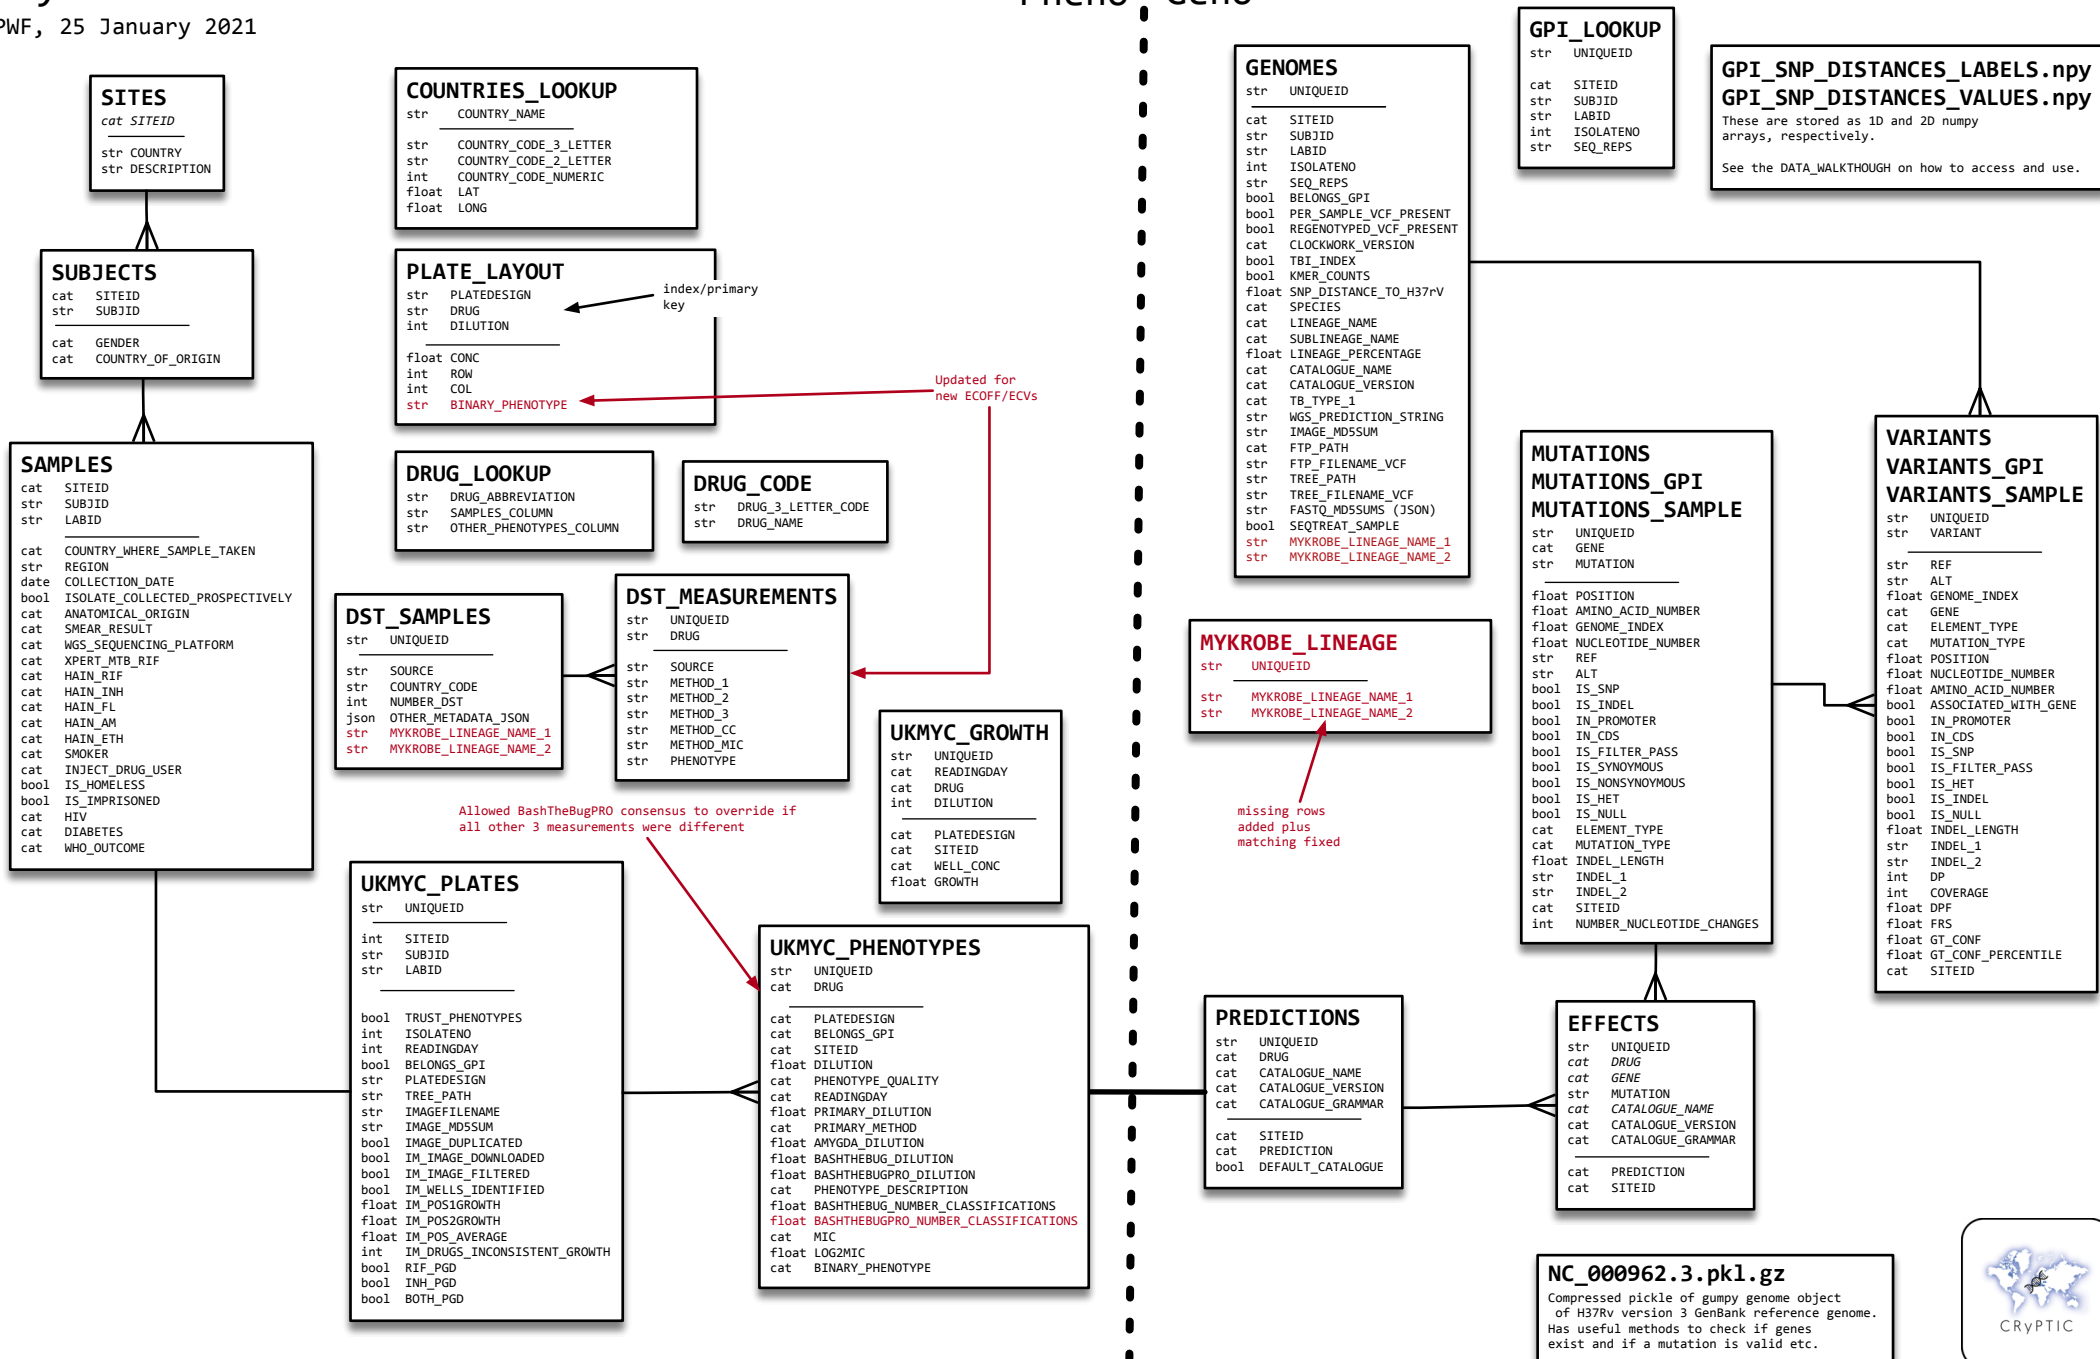 PWF, 25 January 2021
Pheno
Geno
SITES
cat SITEID
str COUNTRY
str DESCRIPTION
SUBJECTS
cat SITEID
str SUBJID
cat GENDER
cat COUNTRY_OF_ORIGIN
SAMPLES
cat SITEID
str SUBJID
str LABID
cat COUNTRY_WHERE_SAMPLE_TAKEN
str REGION
date COLLECTION_DATE
bool ISOLATE_COLLECTED_PROSPECTIVELY
cat ANATOMICAL_ORIGIN
cat SMEAR_RESULT
cat WGS_SEQUENCING_PLATFORM
cat XPERT_MTB_RIF
cat HAIN_RIF
cat HAIN_INH
cat HAIN_FL
cat HAIN_AM
cat HAIN_ETH
cat SMOKER
cat INJECT_DRUG_USER
bool IS_HOMELESS
bool IS_IMPRISONED
cat HIV
cat DIABETES
cat WHO_OUTCOME
COUNTRIES_LOOKUP
str COUNTRY_NAME
str COUNTRY_CODE_3_LETTER
str COUNTRY_CODE_2_LETTER
int COUNTRY_CODE_NUMERIC
float LAT
float LONG
PLATE_LAYOUT
str PLATEDESIGN
str DRUG
int DILUTION
float CONC
int ROW
int COL
str BINARY_PHENOTYPE
index/primary
key
Updated for
new ECOFF/ECVs
DRUG_LOOKUP
str DRUG_ABBREVIATION
str SAMPLES_COLUMN
str OTHER_PHENOTYPES_COLUMN
DRUG_CODE
str DRUG_3_LETTER_CODE
str DRUG_NAME
DST_SAMPLES
str UNIQUEID
str SOURCE
str COUNTRY_CODE
int NUMBER_DST
json OTHER_METADATA_JSON
str MYKROBE_LINEAGE_NAME_1
str MYKROBE_LINEAGE_NAME_2
DST_MEASUREMENTS
str UNIQUEID
str DRUG
str SOURCE
str METHOD_1
str METHOD_2
str METHOD_3
str METHOD_CC
str METHOD_MIC
str PHENOTYPE
UKMYC_GROWTH
str UNIQUEID
cat READINGDAY
cat DRUG
int DILUTION
cat PLATEDESIGN
cat SITEID
cat WELL_CONC
float GROWTH
Allowed BashTheBugPRO consensus to override if
all other 3 measurements were different
UKMYC_PLATES
str UNIQUEID
int SITEID
str SUBJID
str LABID
bool TRUST_PHENOTYPES
int ISOLATENO
int READINGDAY
bool BELONGS_GPI
str PLATEDESIGN
str TREE_PATH
str IMAGEFILENAME
str IMAGE_MD5SUM
bool IMAGE_DUPLICATED
bool IM_IMAGE_DOWNLOADED
bool IM_IMAGE_FILTERED
bool IM_WELLS_IDENTIFIED
float IM_POS1GROWTH
float IM_POS2GROWTH
float IM_POS_AVERAGE
int IM_DRUGS_INCONSISTENT_GROWTH
bool RIF_PGD
bool INH_PGD
bool BOTH_PGD
UKMYC_PHENOTYPES
str UNIQUEID
cat DRUG
cat PLATEDESIGN
cat BELONGS_GPI
cat SITEID
float DILUTION
cat PHENOTYPE_QUALITY
cat READINGDAY
float PRIMARY_DILUTION
cat PRIMARY_METHOD
float AMYGDA_DILUTION
float BASHTHEBUG_DILUTION
float BASHTHEBUGPRO_DILUTION
cat PHENOTYPE_DESCRIPTION
float BASHTHEBUG_NUMBER_CLASSIFICATIONS
float BASHTHEBUGPRO_NUMBER_CLASSIFICATIONS
cat MIC
float LOG2MIC
cat BINARY_PHENOTYPE
GENOMES
str UNIQUEID
cat SITEID
str SUBJID
str LABID
int ISOLATENO
str SEQ_REPS
bool BELONGS_GPI
bool PER_SAMPLE_VCF_PRESENT
bool REGENOTYPED_VCF_PRESENT
cat CLOCKWORK_VERSION
bool TBI_INDEX
bool KMER_COUNTS
float SNP_DISTANCE_TO_H37rV
cat SPECIES
cat LINEAGE_NAME
cat SUBLINEAGE_NAME
float LINEAGE_PERCENTAGE
cat CATALOGUE_NAME
cat CATALOGUE_VERSION
cat TB_TYPE_1
str WGS_PREDICTION_STRING
str IMAGE_MD5SUM
cat FTP_PATH
str FTP_FILENAME_VCF
str TREE_PATH
str TREE_FILENAME_VCF
str FASTQ_MD5SUMS (JSON)
bool SEQTREAT_SAMPLE
str MYKROBE_LINEAGE_NAME_1
str MYKROBE_LINEAGE_NAME_2
GPI_LOOKUP
str UNIQUEID
cat SITEID
str SUBJID
str LABID
int ISOLATENO
str SEQ_REPS
GPI_SNP_DISTANCES_LABELS.npy
GPI_SNP_DISTANCES_VALUES.npy
These are stored as 1D and 2D numpy
arrays, respectively.
See the DATA_WALKTHOUGH on how to access and use.
MYKROBE_LINEAGE
str UNIQUEID
str MYKROBE_LINEAGE_NAME_1
str MYKROBE_LINEAGE_NAME_2
missing rows
added plus
matching fixed
MUTATIONS
MUTATIONS_GPI
MUTATIONS_SAMPLE
str UNIQUEID
cat GENE
str MUTATION
float POSITION
float AMINO_ACID_NUMBER
float GENOME_INDEX
float NUCLEOTIDE_NUMBER
str REF
str ALT
bool IS_SNP
bool IS_INDEL
bool IN_PROMOTER
bool IN_CDS
bool IS_FILTER_PASS
bool IS_SYNOYMOUS
bool IS_NONSYNOYMOUS
bool IS_HET
bool IS_NULL
cat ELEMENT_TYPE
cat MUTATION_TYPE
float INDEL_LENGTH
str INDEL_1
str INDEL_2
cat SITEID
int NUMBER_NUCLEOTIDE_CHANGES
VARIANTS
VARIANTS_GPI
VARIANTS_SAMPLE
str UNIQUEID
str VARIANT
str REF
str ALT
float GENOME_INDEX
cat GENE
cat ELEMENT_TYPE
cat MUTATION_TYPE
float POSITION
float NUCLEOTIDE_NUMBER
float AMINO_ACID_NUMBER
bool ASSOCIATED_WITH_GENE
bool IN_PROMOTER
bool IN_CDS
bool IS_SNP
bool IS_FILTER_PASS
bool IS_HET
bool IS_INDEL
bool IS_NULL
float INDEL_LENGTH
str INDEL_1
str INDEL_2
int DP
int COVERAGE
float DPF
float FRS
float GT_CONF
float GT_CONF_PERCENTILE
cat SITEID
PREDICTIONS
str UNIQUEID
cat DRUG
cat CATALOGUE_NAME
cat CATALOGUE_VERSION
cat CATALOGUE_GRAMMAR
cat SITEID
cat PREDICTION
bool DEFAULT_CATALOGUE
EFFECTS
str UNIQUEID
cat DRUG
cat GENE
str MUTATION
cat CATALOGUE_NAME
cat CATALOGUE_VERSION
cat CATALOGUE_GRAMMAR
cat PREDICTION
cat SITEID
NC_000962.3.pkl.gz
Compressed pickle of gumpy genome object
of H37Rv version 3 GenBank reference genome.
Has useful methods to check if genes
exist and if a mutation is valid etc.
CRyPTIC